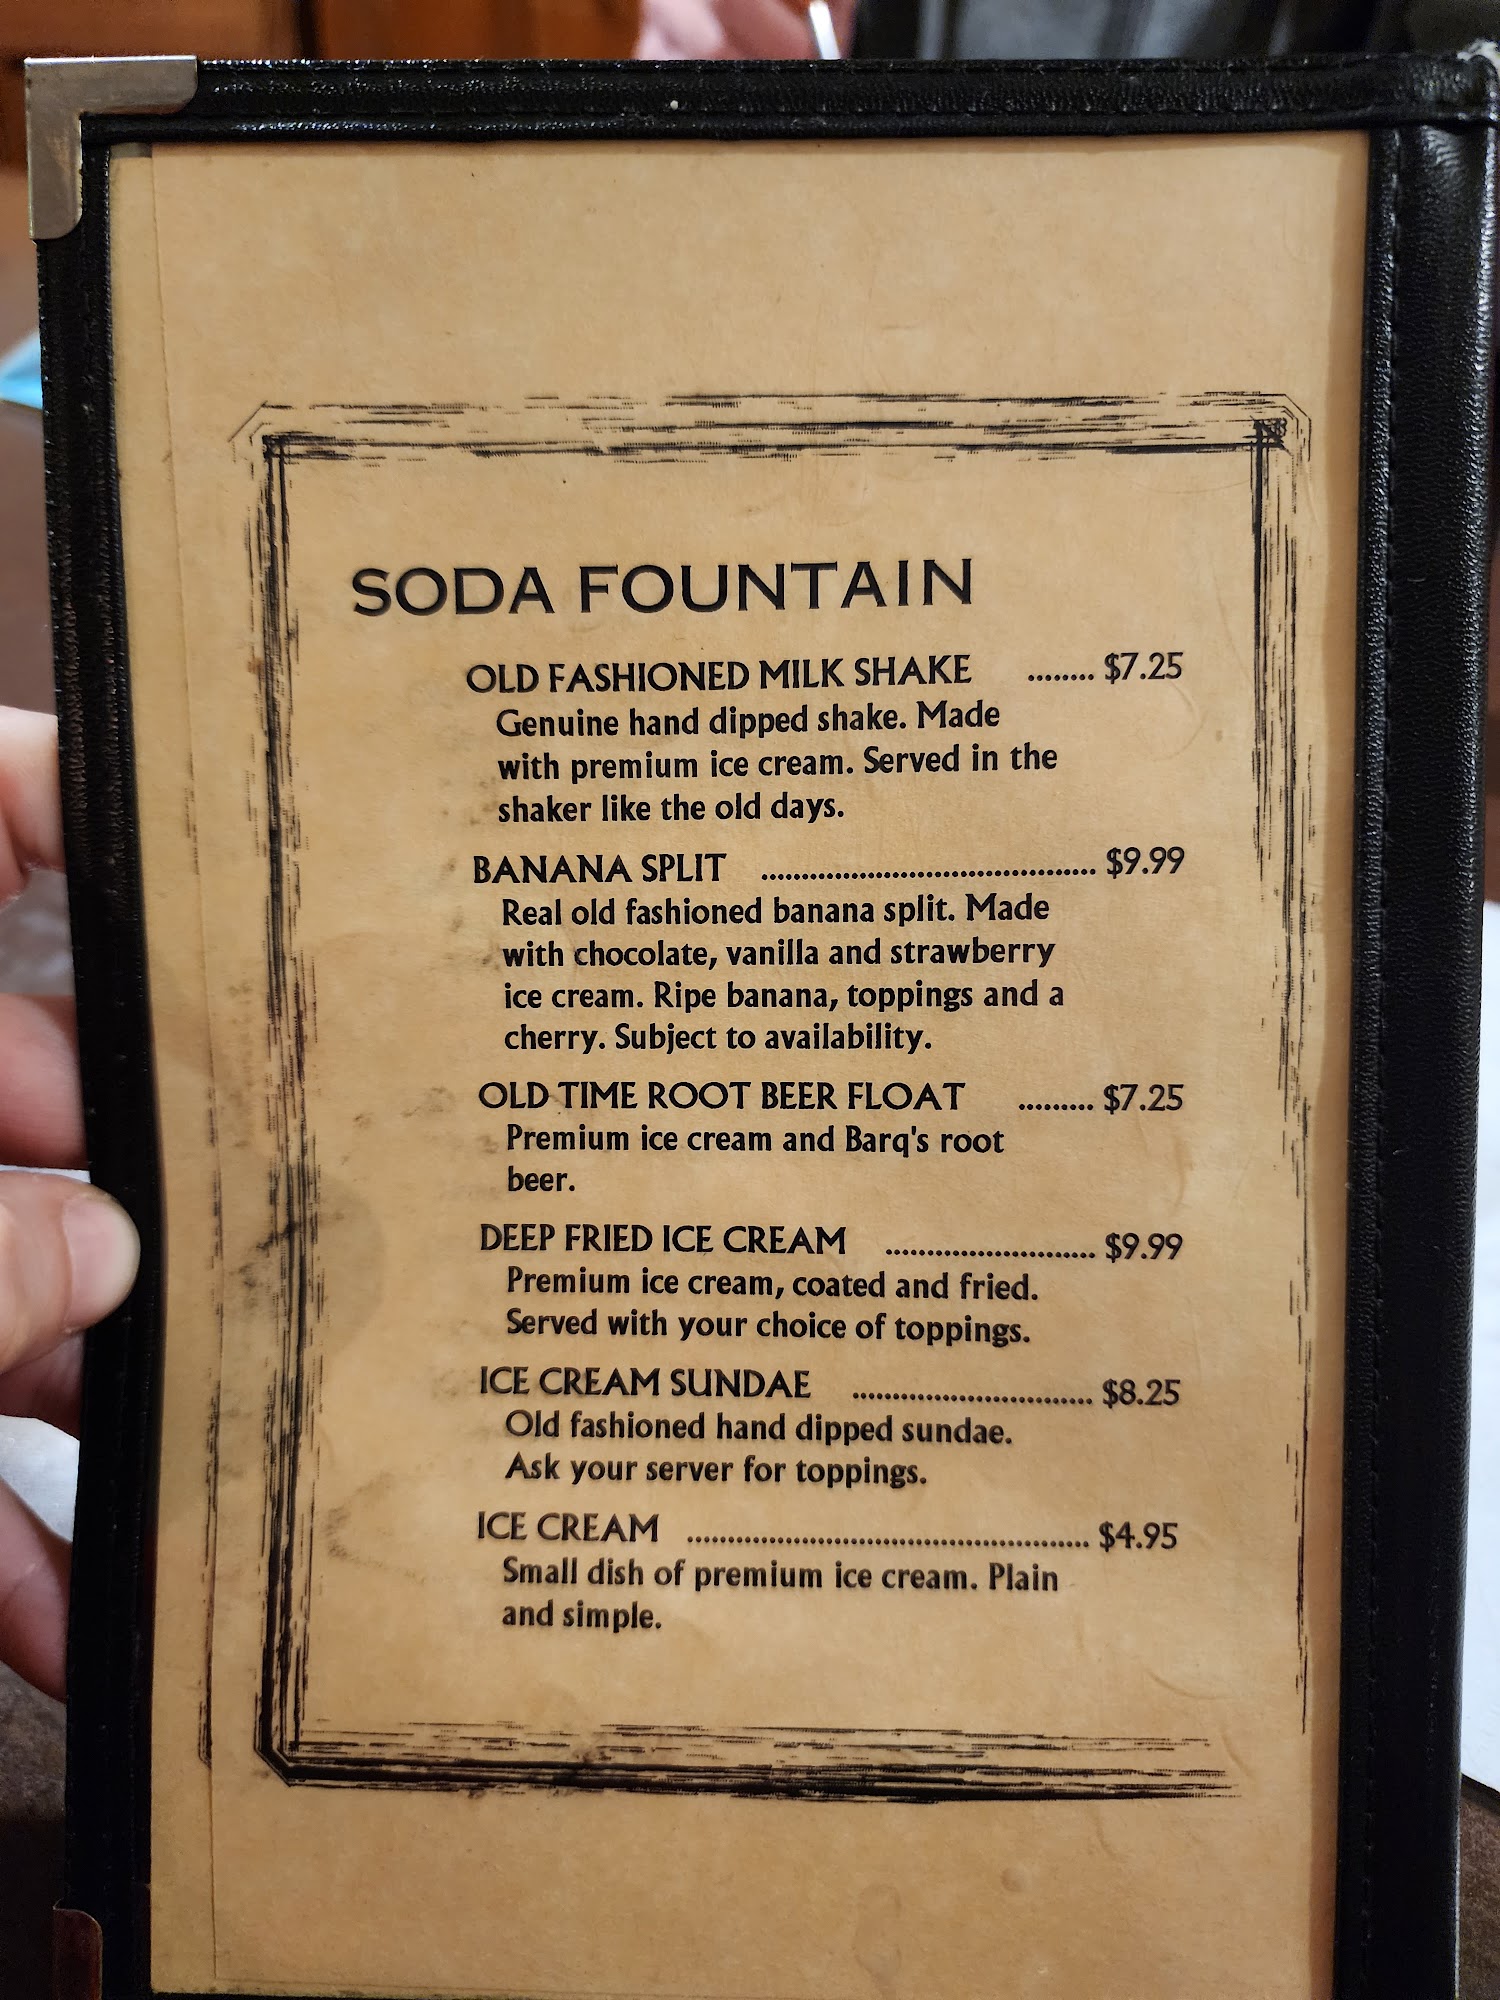 SODA FOUNTAIN
OLD FASHIONED MILK SHAKE ........ $7.25
Genuine hand dipped shake. Made
with premium ice cream. Served in the
shaker like the old days.
BANANA SPLIT ......................................... $9.99
Real old fashioned banana split. Made
with chocolate, vanilla and strawberry
ice cream. Ripe banana, toppings and a
cherry. Subject to availability.
OLD TIME ROOT BEER FLOAT ......... $7.25
Premium ice cream and Barq's root
beer.
DEEP FRIED ICE CREAM .......................... $9.99
Premium ice cream, coated and fried.
Served with your choice of toppings.
ICE CREAM SUNDAE .............................. $8.25
Old fashioned hand dipped sundae.
Ask your server for toppings.
ICE CREAM ................................................. $4.95
Small dish of premium ice cream. Plain
and simple.